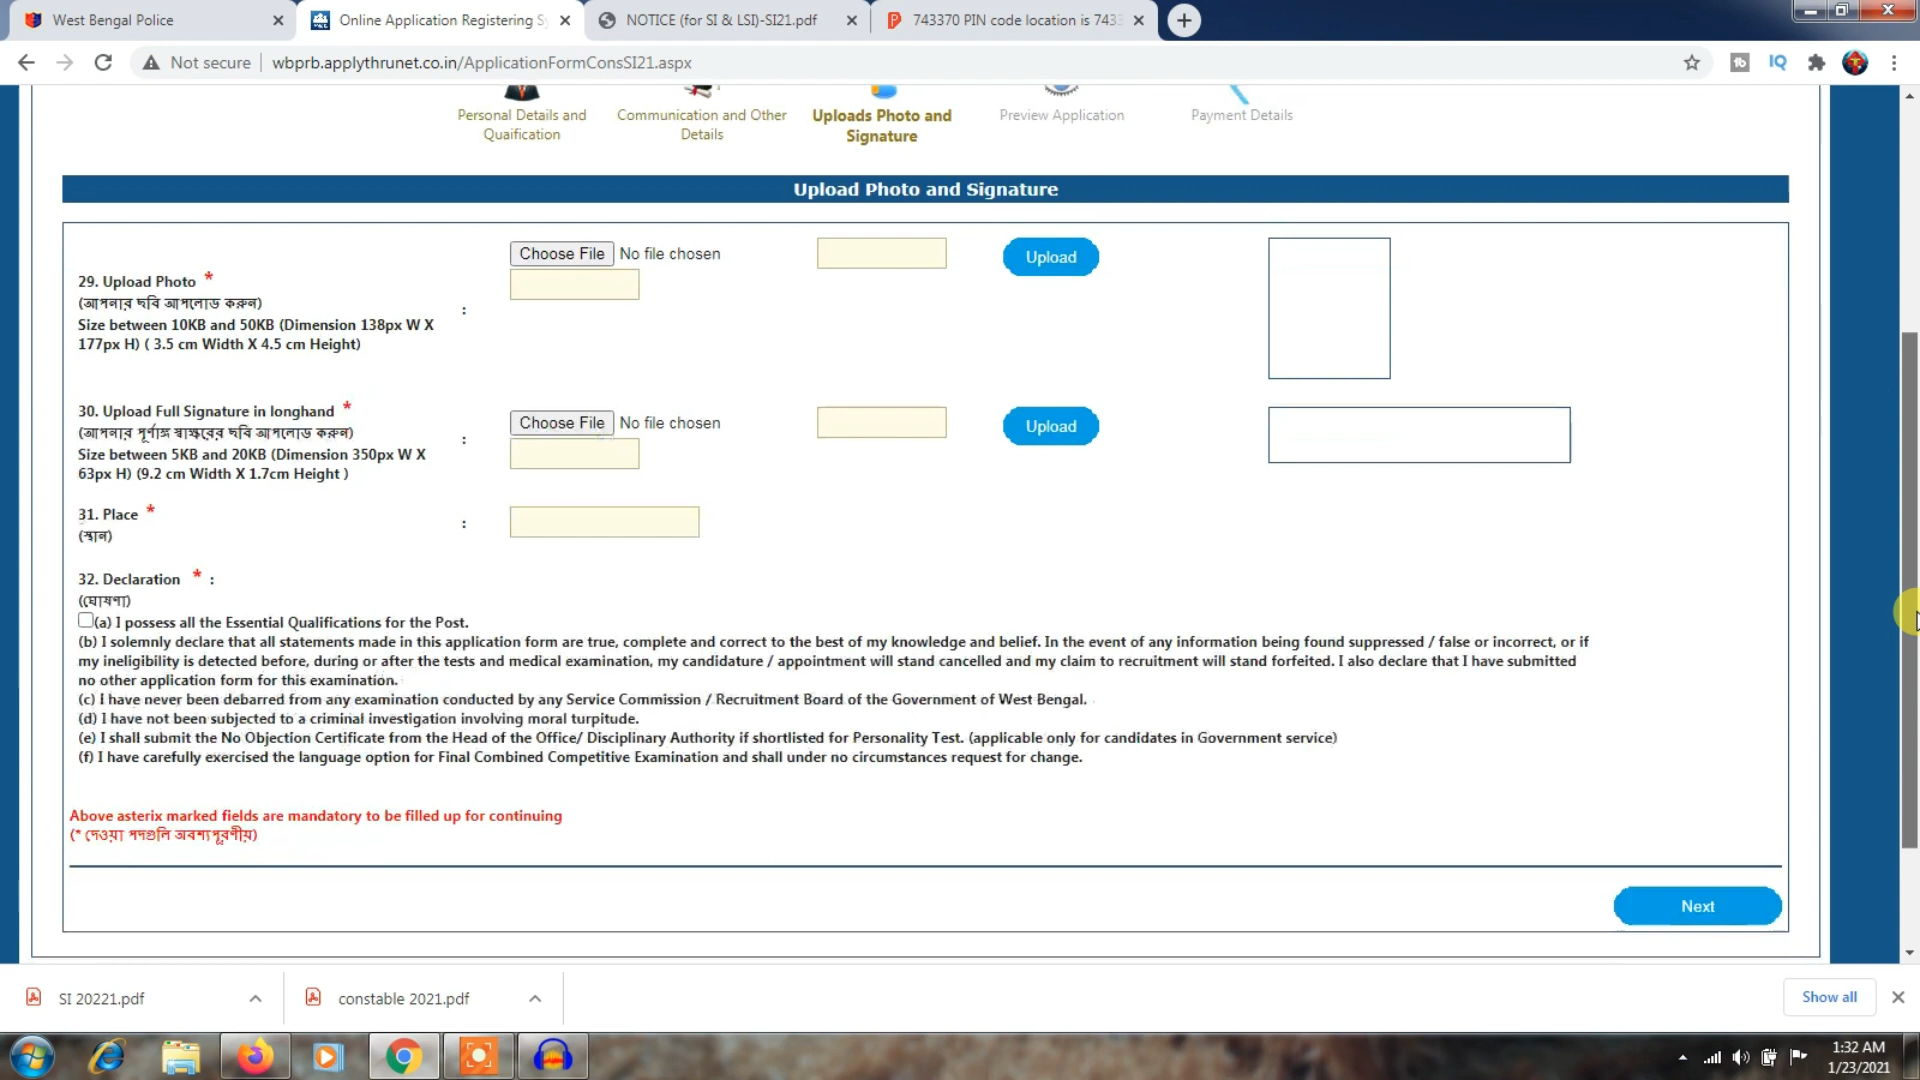 West Bengal Police
Online Application Registering Sy
NOTICE (for SI & LSI)-SI21.pdf
743370 PIN code location is 7433
Not secure
wbprb.applythrunet.co.in/ApplicationFormConsSI21.aspx
Personal Details and Quaification
Communication and Other Details
Uploads Photo and Signature
Preview Application
Payment Details
Upload Photo and Signature
29. Upload Photo *
(আপনার ছবি আপলোড করুন)
Size between 10KB and 50KB (Dimension 138px W X
177px H) ( 3.5 cm Width X 4.5 cm Height)
:
Choose File No file chosen
Upload
30. Upload Full Signature in longhand *
(আপনার পূর্ণাঙ্গ স্বাক্ষরের ছবি আপলোড করুন)
Size between 5KB and 20KB (Dimension 350px W X
63px H) (9.2 cm Width X 1.7cm Height )
:
Choose File No file chosen
Upload
31. Place * :
(স্থান)
32. Declaration * :
((ঘোষণা)
(a) I possess all the Essential Qualifications for the Post.
(b) I solemnly declare that all statements made in this application form are true, complete and correct to the best of my knowledge and belief. In the event of any information being found suppressed / false or incorrect, or if
my ineligibility is detected before, during or after the tests and medical examination, my candidature / appointment will stand cancelled and my claim to recruitment will stand forfeited. I also declare that I have submitted
no other application form for this examination.
(c) I have never been debarred from any examination conducted by any Service Commission / Recruitment Board of the Government of West Bengal.
(d) I have not been subjected to a criminal investigation involving moral turpitude.
(e) I shall submit the No Objection Certificate from the Head of the Office/ Disciplinary Authority if shortlisted for Personality Test. (applicable only for candidates in Government service)
(f) I have carefully exercised the language option for Final Combined Competitive Examination and shall under no circumstances request for change.
Above asterix marked fields are mandatory to be filled up for continuing
(* দেওয়া পদগুলি অবশ্যপূরণীয়)
Next
SI 20221.pdf
constable 2021.pdf
Show all
1:32 AM
1/23/2021